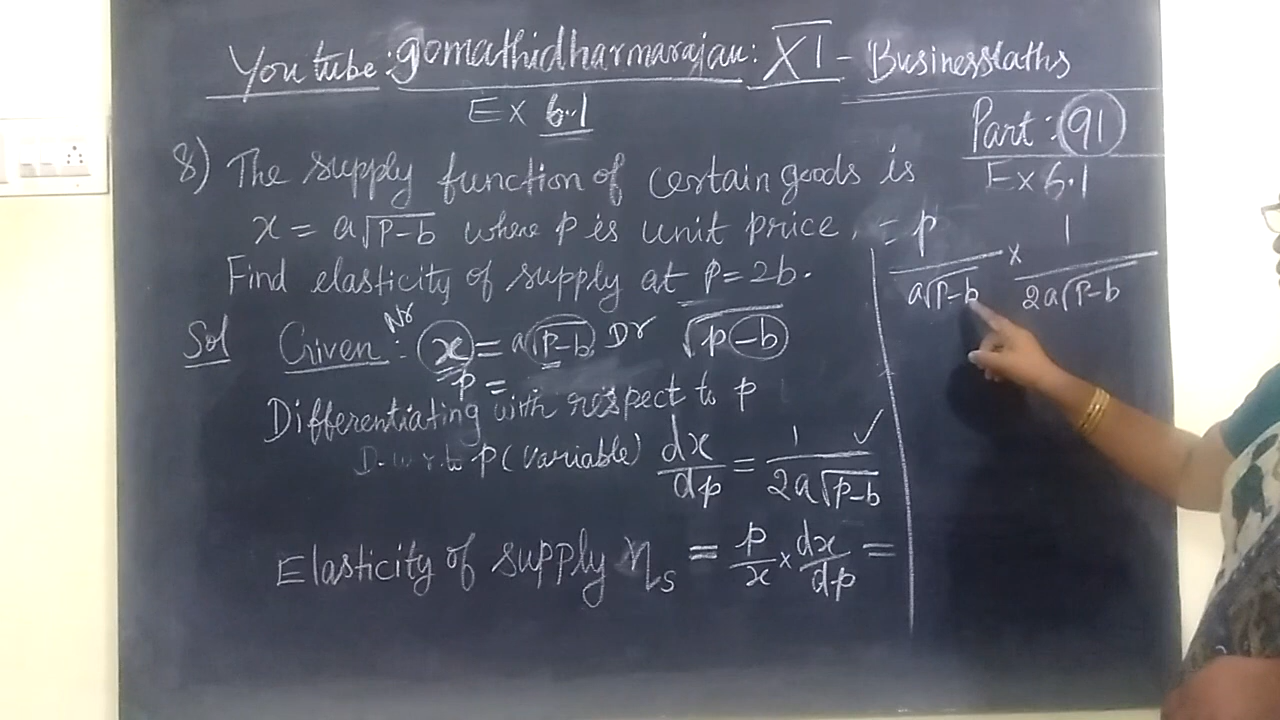 Youtube: gomathidharmarajan: XI - BusinessMaths
Ex 6.1
Part: 91
Ex 6.1
8) The supply function of certain goods is
x = a√P-b where p is unit price.
Find elasticity of supply at p = 2b.
Sol Given: x = a√P-b Dr √p-b
Nr
p =
Differentiating with respect to p
D.w.r.to p (variable) dx/dp = 1/2a√p-b ✓
Elasticity of supply ηs = p/x × dx/dp =
= p/a√P-b × 1/2a√P-b